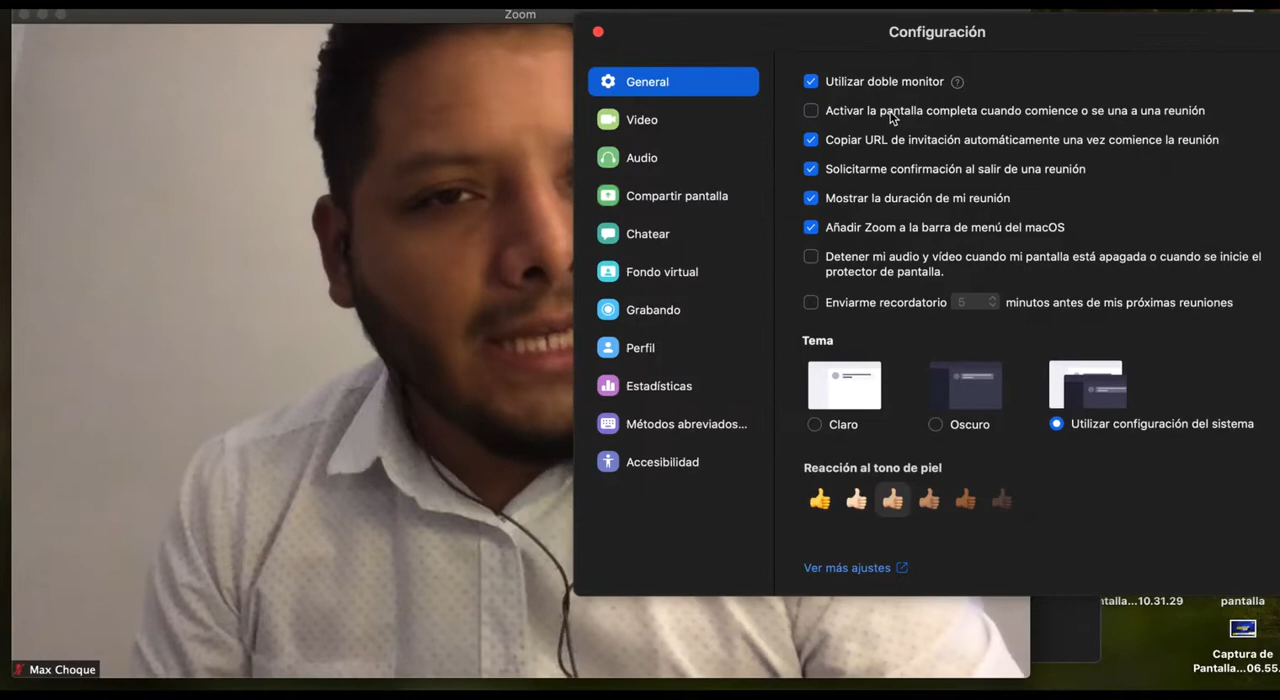 Zoom
Configuración
General
Video
Audio
Compartir pantalla
Chatear
Fondo virtual
Grabando
Perfil
Estadísticas
Métodos abreviados...
Accesibilidad
Utilizar doble monitor ?
Activar la pantalla completa cuando comience o se una a una reunión
Copiar URL de invitación automáticamente una vez comience la reunión
Solicitarme confirmación al salir de una reunión
Mostrar la duración de mi reunión
Añadir Zoom a la barra de menú del macOS
Detener mi audio y vídeo cuando mi pantalla está apagada o cuando se inicie el
protector de pantalla.
Enviarme recordatorio 5 minutos antes de mis próximas reuniones
Tema
Claro
Oscuro
Utilizar configuración del sistema
Reacción al tono de piel
Ver más ajustes
ntalla...10.31.29
pantalla
Captura de
Pantalla...06.55.
Max Choque